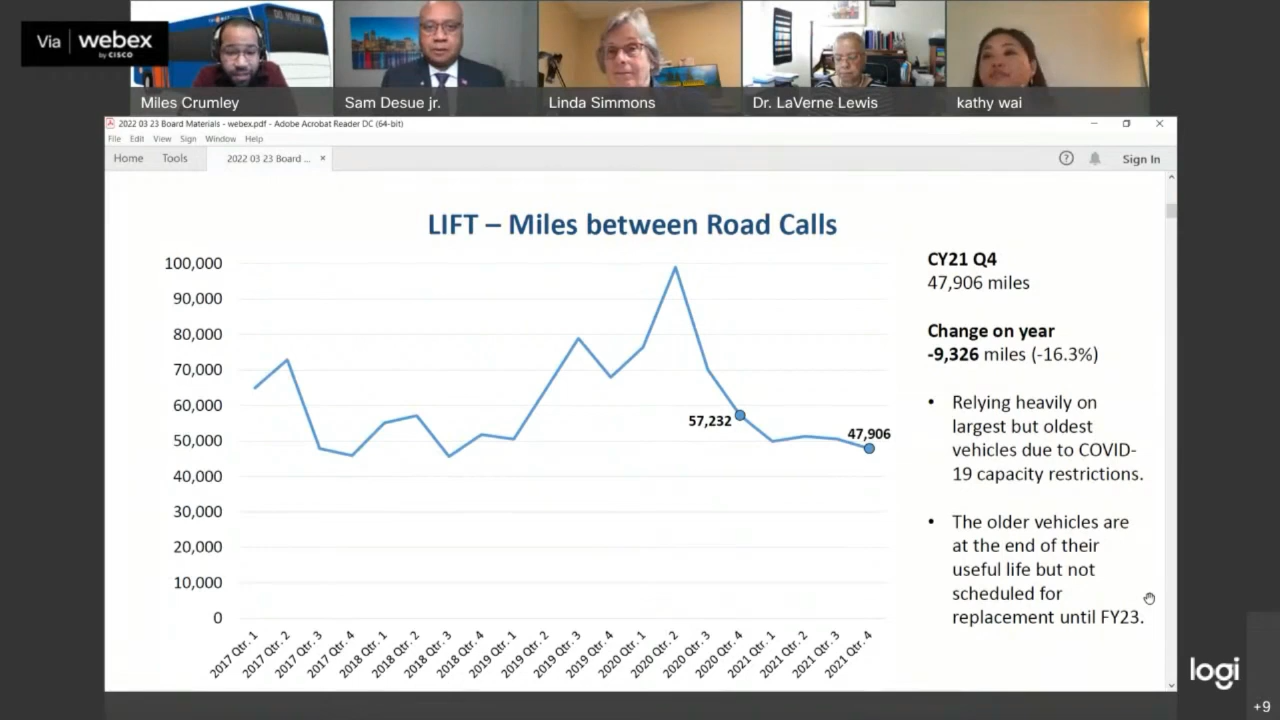 Via webex
by CISCO
GO YOUR JOINT
Miles Crumley
Sam Desue jr.
Linda Simmons
Dr. LaVerne Lewis
kathy wai
2022 03 23 Board Materials - webex.pdf - Adobe Acrobat Reader DC (64-bit)
File Edit View Sign Window Help
Home Tools 2022 03 23 Board ... × Sign In
LIFT – Miles between Road Calls
100,000
90,000
80,000
70,000
60,000
50,000
40,000
30,000
20,000
10,000
0
57,232
47,906
2017 Qtr. 1
2017 Qtr. 2
2017 Qtr. 3
2017 Qtr. 4
2018 Qtr. 1
2018 Qtr. 2
2018 Qtr. 3
2018 Qtr. 4
2019 Qtr. 1
2019 Qtr. 2
2019 Qtr. 3
2019 Qtr. 4
2020 Qtr. 1
2020 Qtr. 2
2020 Qtr. 3
2020 Qtr. 4
2021 Qtr. 1
2021 Qtr. 2
2021 Qtr. 3
2021 Qtr. 4
CY21 Q4
47,906 miles
Change on year
-9,326 miles (-16.3%)
• Relying heavily on
largest but oldest
vehicles due to COVID-
19 capacity restrictions.
• The older vehicles are
at the end of their
useful life but not
scheduled for
replacement until FY23.
logi
+9